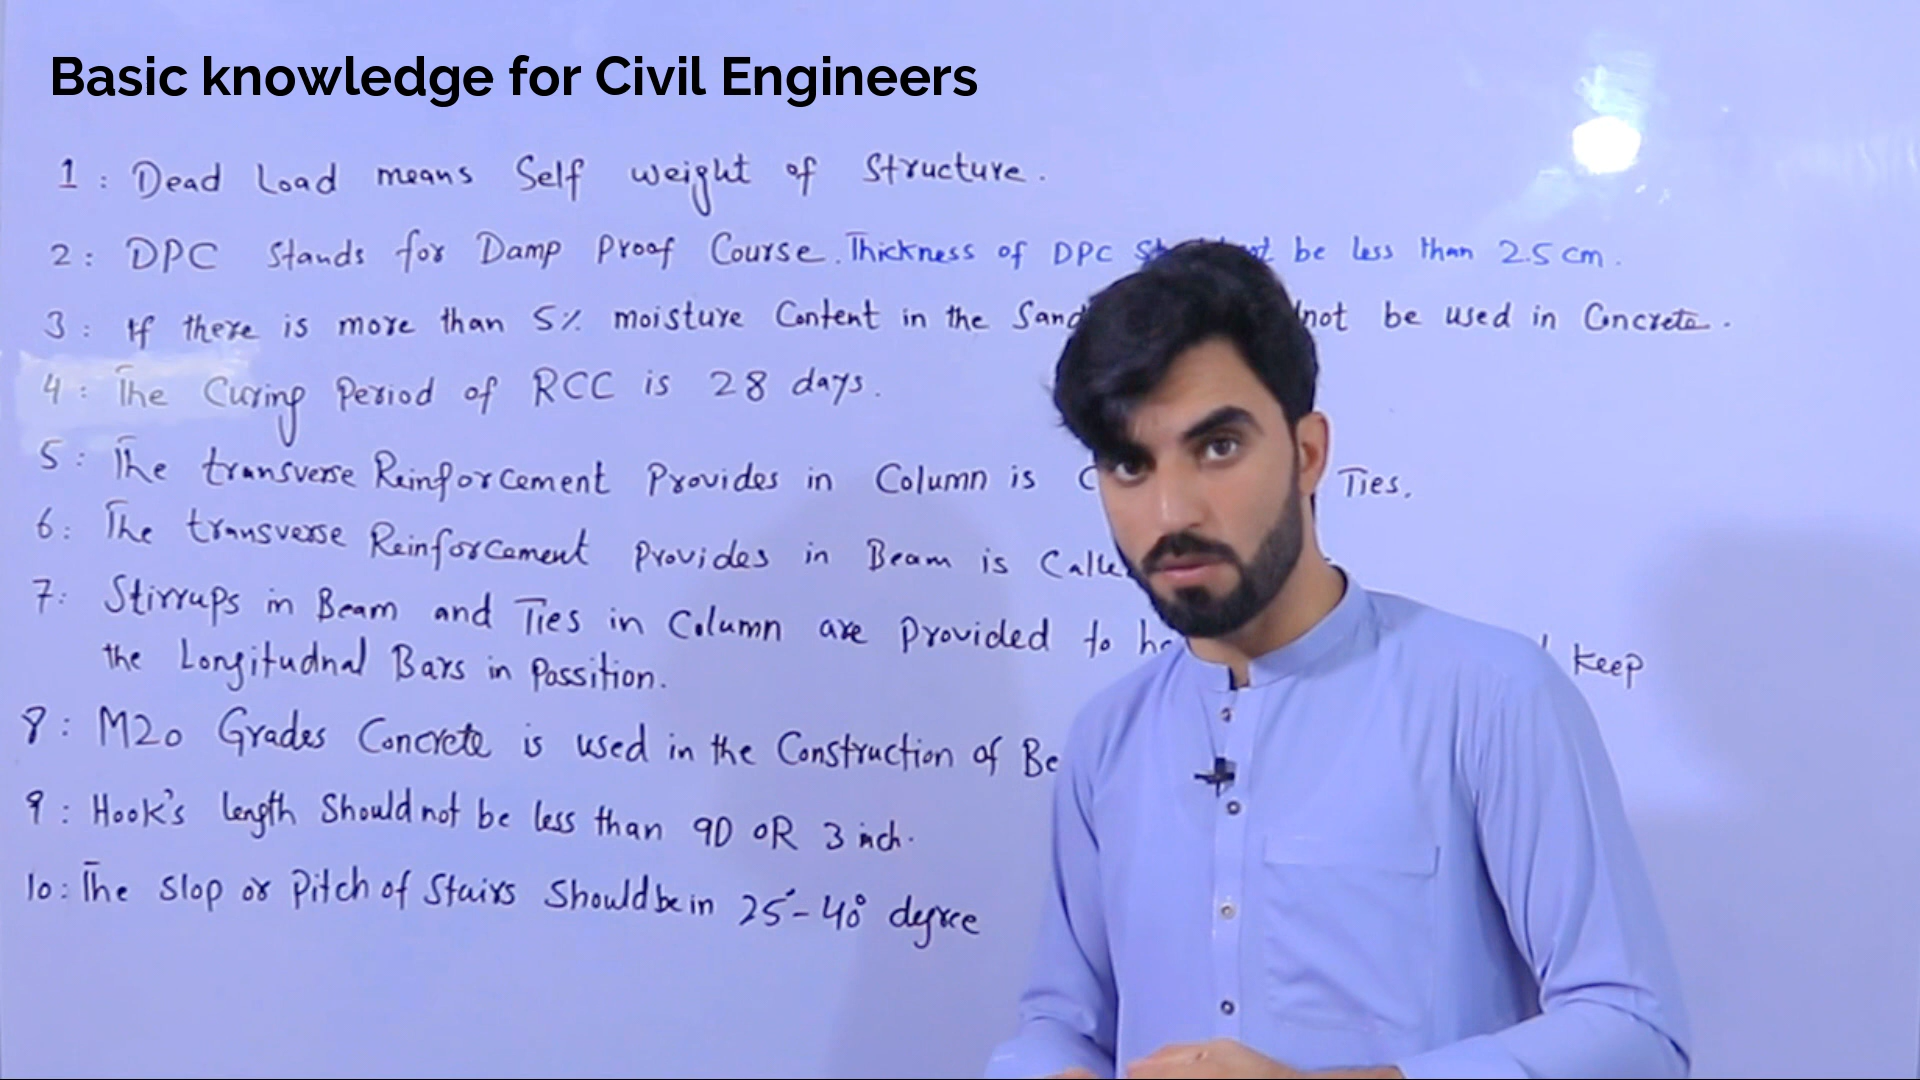 Basic knowledge for Civil Engineers
1 : Dead Load means Self weight of Structure.
2 : DPC Stands for Damp Proof Course. Thickness of DPC be less than 2.5 cm.
3 : If there is more than 5% moisture Content in the Sand not be used in Concrete.
4 : The Curing Period of RCC is 28 days.
5 : The transverse Reinforcement Provides in Column is Ties.
6 : The transverse Reinforcement Provides in Beam is
7 : Stirrups in Beam and Ties in Column are Provided to keep
the Longitudnal Bars in Possition.
8 : M20 Grades Concrete is used in the Construction of
9 : Hook's length Should not be less than 9D OR 3 inch.
10 : The Slop or Pitch of Stairs Should be in 25°-40° degree